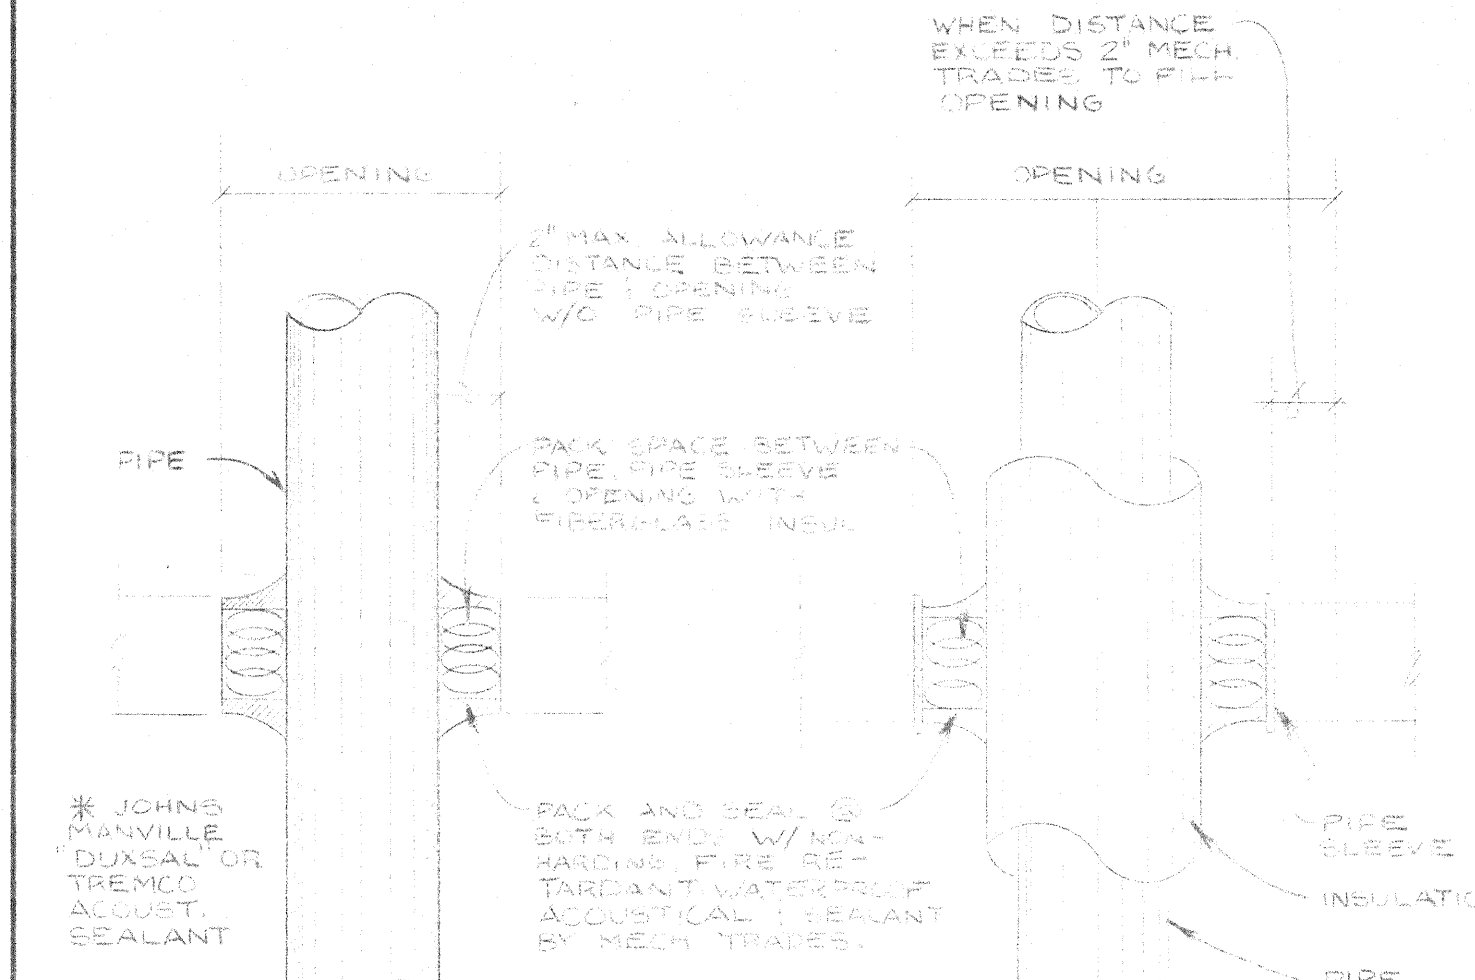 WHEN DISTANCE
EXCEEDS 2" MECH.
TRADES TO FILL
OPENING
OPENING
OPENING
2" MAX. ALLOWANCE
DISTANCE BETWEEN
PIPE & OPENING
W/O PIPE SLEEVE
PIPE
PACK SPACE BETWEEN
PIPE, PIPE SLEEVE
& OPENING WITH
FIBERGLASS INSUL
* JOHNS
MANVILLE
"DUXSAL" OR
TREMCO
ACOUST.
SEALANT
PACK AND SEAL @
BOTH ENDS W/ NON-
HARDING, FIRE RE-
TARDANT WATERPROOF
ACOUSTICAL SEALANT
BY MECH TRADES.
PIPE
SLEEVE
INSULATIO
PIPE